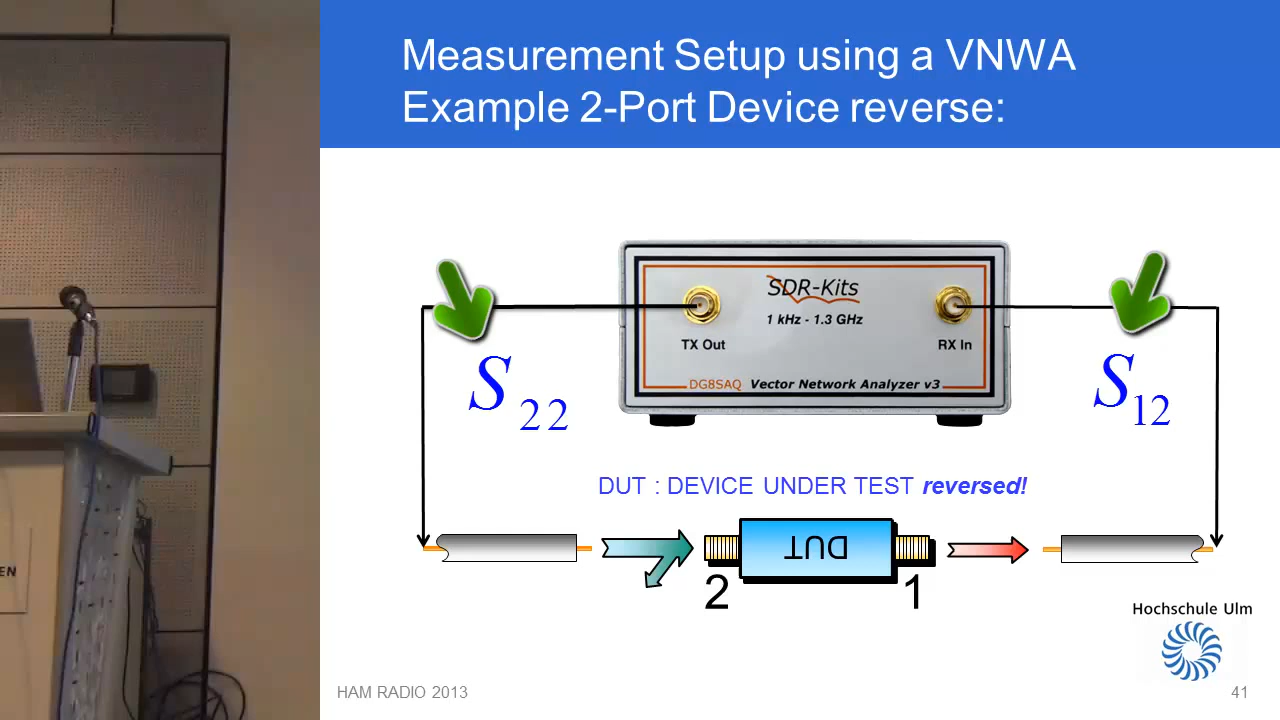 Measurement Setup using a VNWA
Example 2-Port Device reverse:
SDR-Kits
1 kHz - 1.3 GHz
TX Out
RX In
DG8SAQ Vector Network Analyzer v3
S22
S12
DUT : DEVICE UNDER TEST reversed!
DUT
2
1
Hochschule Ulm
EN
HAM RADIO 2013
41